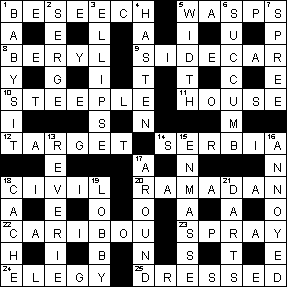 1 B E 2 S E 3 E C 4 H 5 W A 6 S P 7 S
A E L A I U P
8 B E R Y L 9 S I D E C A R
Y G I T T C E
10 S T E E P L E 11 H O U S E
I S N M
12 T A R G E T 14 S 15 E R B I 16 A
E 17 A N N
18 C I V I 19 L 20 R A M A 21 D A N
A E O O A A O
22 C A R I B O U 23 S P R A Y
H I B N S T E
24 E L E G Y 25 D R E S S E D